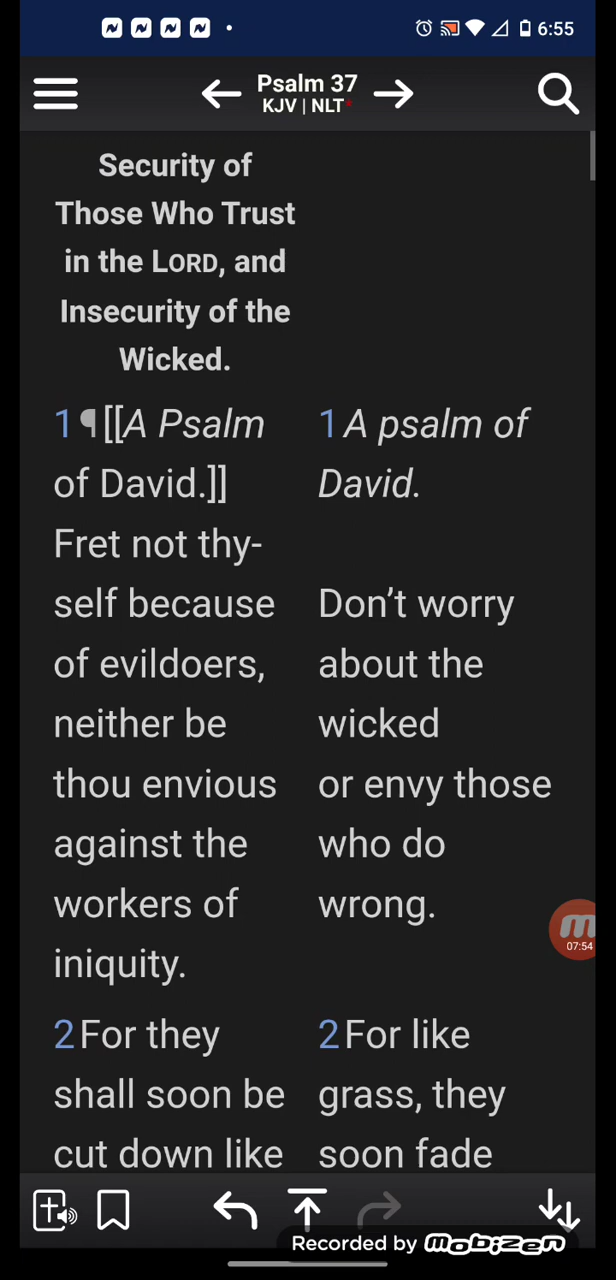 6:55
Psalm 37
KJV | NLT*
Security of
Those Who Trust
in the LORD, and
Insecurity of the
Wicked.
1 ¶ [[A Psalm
of David.]]
Fret not thy-
self because
of evildoers,
neither be
thou envious
against the
workers of
iniquity.
2 For they
shall soon be
cut down like
1 A psalm of
David.
Don’t worry
about the
wicked
or envy those
who do
wrong.
2 For like
grass, they
soon fade
07:54
Recorded by mobizen